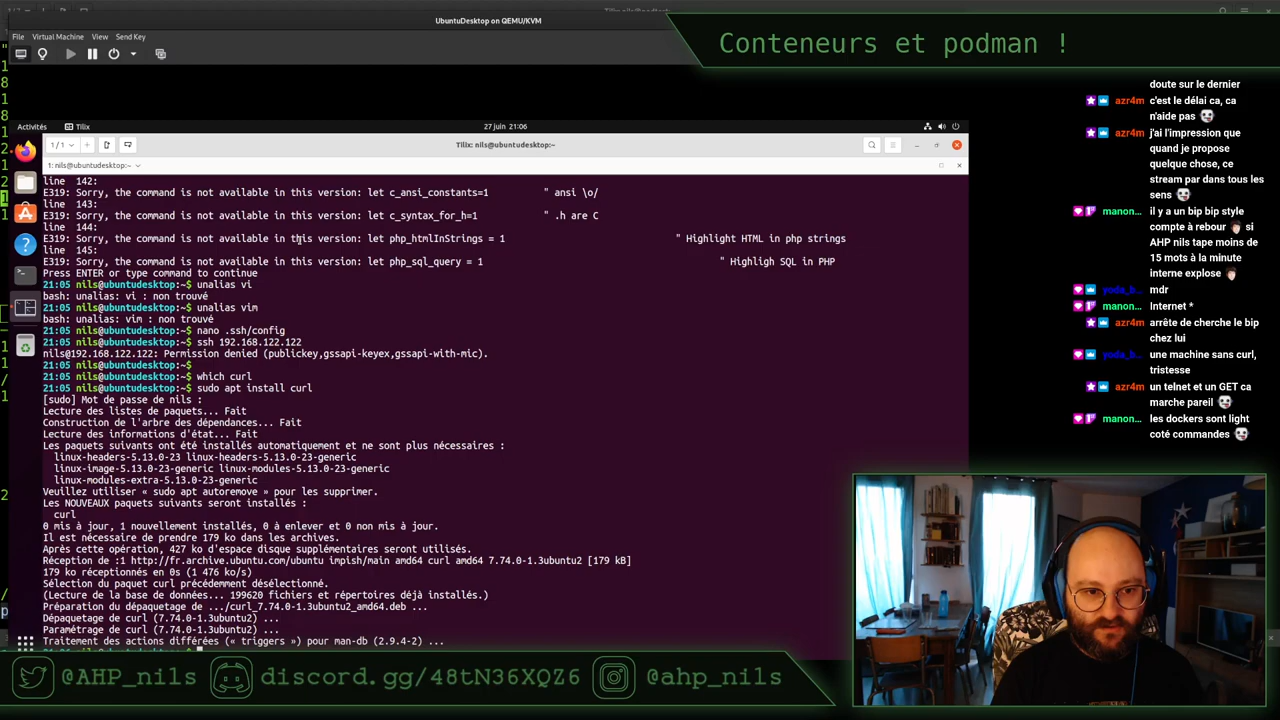 Tilix: nils@podtest:~
UbuntuDesktop on QEMU/KVM
File Virtual Machine View Send Key
Conteneurs et podman !
Activités Tilix 27 juin 21:06
1 / 1 Tilix: nils@ubuntudesktop:~
1: nils@ubuntudesktop:~
line 142:
E319: Sorry, the command is not available in this version: let c_ansi_constants=1 " ansi \o/
line 143:
E319: Sorry, the command is not available in this version: let c_syntax_for_h=1 " .h are C
line 144:
E319: Sorry, the command is not available in this version: let php_htmlInStrings = 1 " Highlight HTML in php strings
line 145:
E319: Sorry, the command is not available in this version: let php_sql_query = 1 " Highligh SQL in PHP
Press ENTER or type command to continue
21:05 nils@ubuntudesktop:~$ unalias vi
bash: unalias: vi : non trouvé
21:05 nils@ubuntudesktop:~$ unalias vim
bash: unalias: vim : non trouvé
21:05 nils@ubuntudesktop:~$ nano .ssh/config
21:05 nils@ubuntudesktop:~$ ssh 192.168.122.122
nils@192.168.122.122: Permission denied (publickey,gssapi-keyex,gssapi-with-mic).
21:05 nils@ubuntudesktop:~$
21:05 nils@ubuntudesktop:~$ which curl
21:05 nils@ubuntudesktop:~$ sudo apt install curl
[sudo] Mot de passe de nils :
Lecture des listes de paquets... Fait
Construction de l'arbre des dépendances... Fait
Lecture des informations d'état... Fait
Les paquets suivants ont été installés automatiquement et ne sont plus nécessaires :
linux-headers-5.13.0-23 linux-headers-5.13.0-23-generic
linux-image-5.13.0-23-generic linux-modules-5.13.0-23-generic
linux-modules-extra-5.13.0-23-generic
Veuillez utiliser « sudo apt autoremove » pour les supprimer.
Les NOUVEAUX paquets suivants seront installés :
curl
0 mis à jour, 1 nouvellement installés, 0 à enlever et 0 non mis à jour.
Il est nécessaire de prendre 179 ko dans les archives.
Après cette opération, 427 ko d'espace disque supplémentaires seront utilisés.
Réception de :1 http://fr.archive.ubuntu.com/ubuntu impish/main amd64 curl amd64 7.74.0-1.3ubuntu2 [179 kB]
179 ko réceptionnés en 0s (1 476 ko/s)
Sélection du paquet curl précédemment désélectionné.
(Lecture de la base de données... 199620 fichiers et répertoires déjà installés.)
Préparation du dépaquetage de .../curl_7.74.0-1.3ubuntu2_amd64.deb ...
Dépaquetage de curl (7.74.0-1.3ubuntu2) ...
Paramétrage de curl (7.74.0-1.3ubuntu2) ...
Traitement des actions différées (« triggers ») pour man-db (2.9.4-2) ...
doute sur le dernier
azr4m c'est le délai ca, ca
n'aide pas
azr4m j'ai l'impression que
quand je propose
quelque chose, ce
stream par dans tous les
sens
manon... il y a un bip bip style
compte à rebour si
AHP nils tape moins de
15 mots à la minute
interne explose
yoda_b... mdr
manon... Internet *
azr4m arrête de cherche le bip
chez lui
yoda_b... une machine sans curl,
tristesse
azr4m un telnet et un GET ca
marche pareil
manon... les dockers sont light
coté commandes
@AHP_nils discord.gg/48tN36XQZ6 @ahp_nils